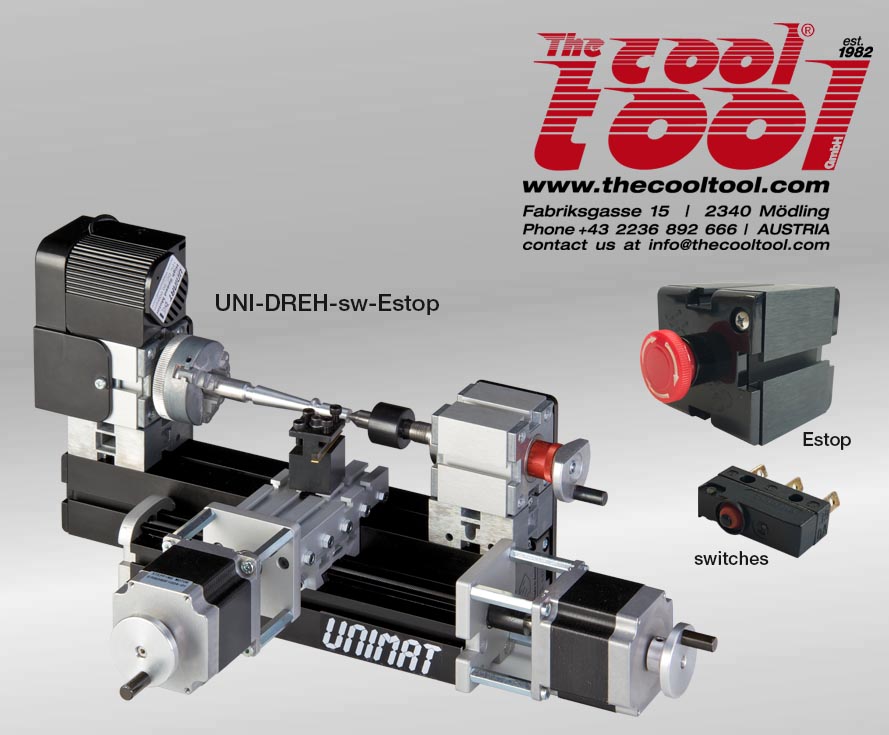 The
cool
tool
®
GmbH
est.
1982
www.thecooltool.com
Fabriksgasse 15 | 2340 Mödling
Phone +43 2236 892 666 | AUSTRIA
contact us at info@thecooltool.com
UNI-DREH-sw-Estop
Estop
switches
UNIMAT